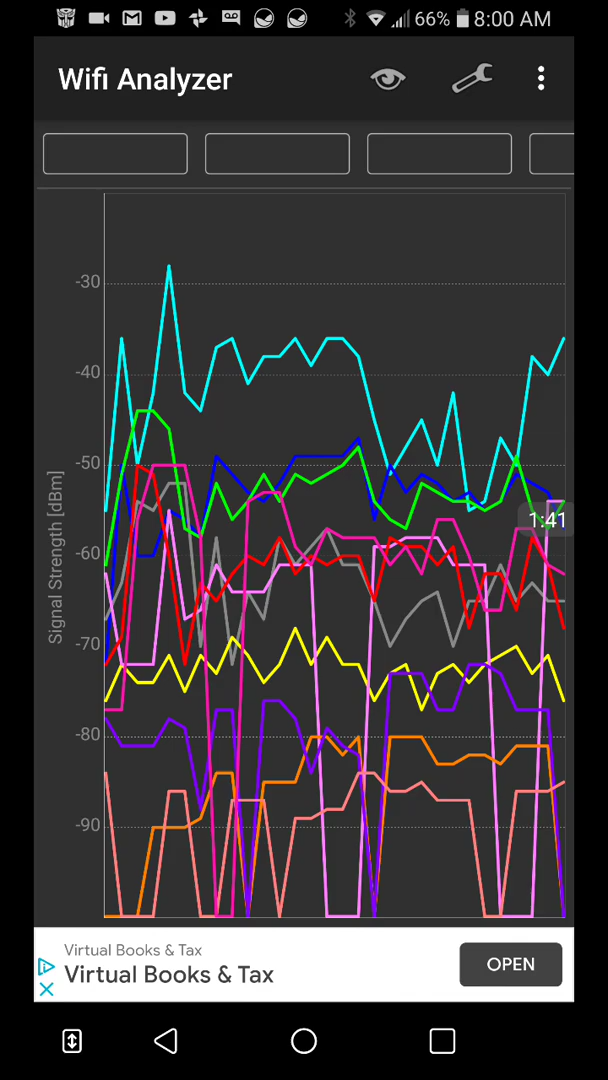 66% 8:00 AM
Wifi Analyzer
-30
-40
-50
-60
-70
-80
-90
Signal Strength [dBm]
1:41
Virtual Books & Tax
Virtual Books & Tax
OPEN